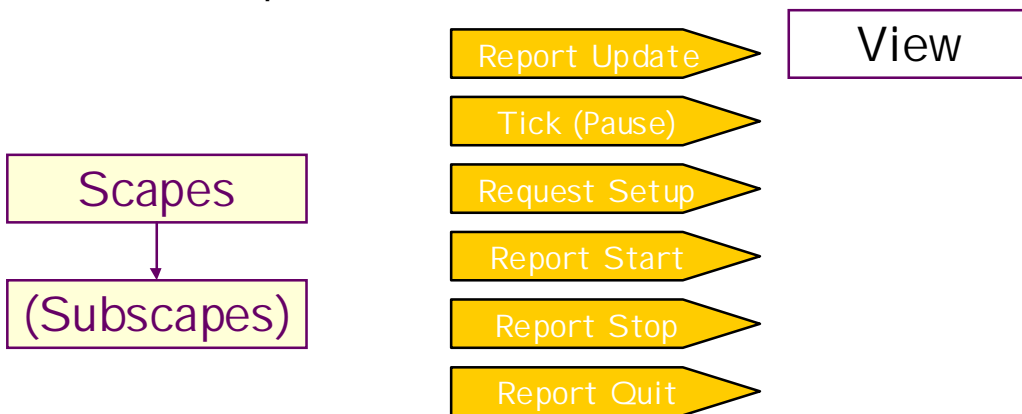 Report Update
View
Tick (Pause)
Scapes
Request Setup
Report Start
(Subscapes)
Report Stop
Report Quit